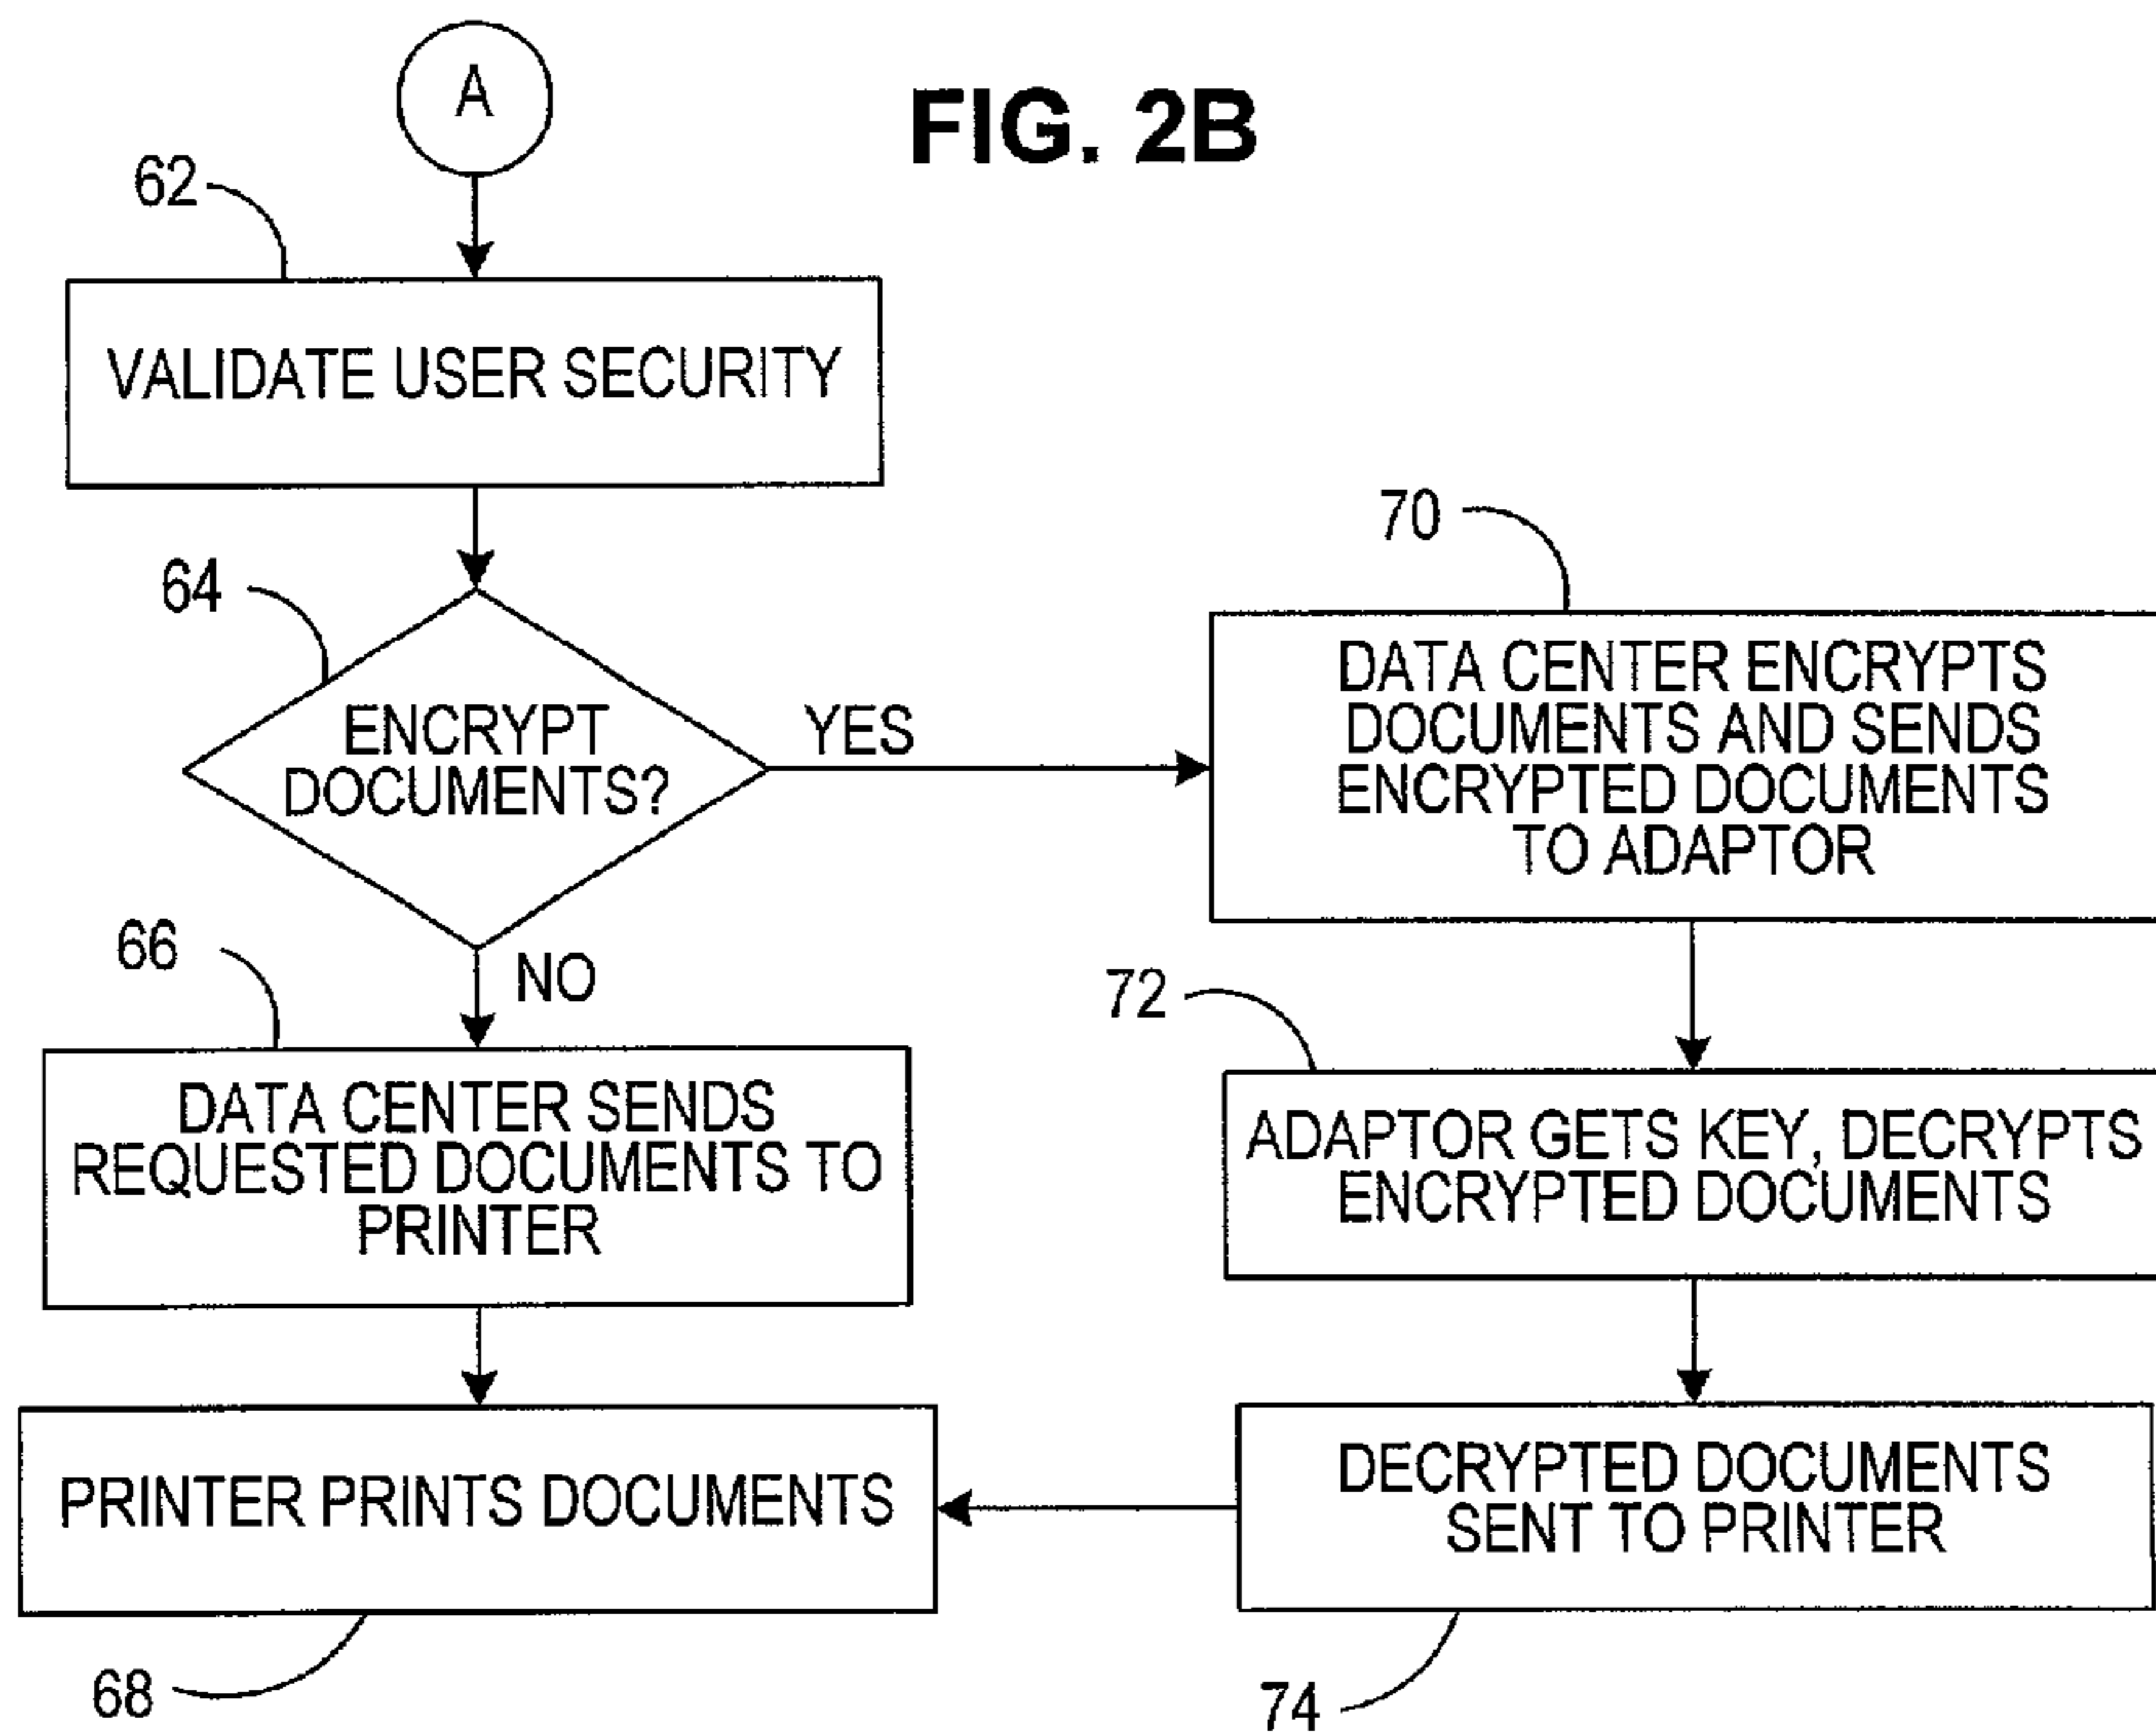 A
FIG. 2B
62
VALIDATE USER SECURITY
64
ENCRYPT
DOCUMENTS?
YES
NO
70
DATA CENTER ENCRYPTS
DOCUMENTS AND SENDS
ENCRYPTED DOCUMENTS
TO ADAPTOR
66
DATA CENTER SENDS
REQUESTED DOCUMENTS TO
PRINTER
72
ADAPTOR GETS KEY, DECRYPTS
ENCRYPTED DOCUMENTS
PRINTER PRINTS DOCUMENTS
68
DECRYPTED DOCUMENTS
SENT TO PRINTER
74